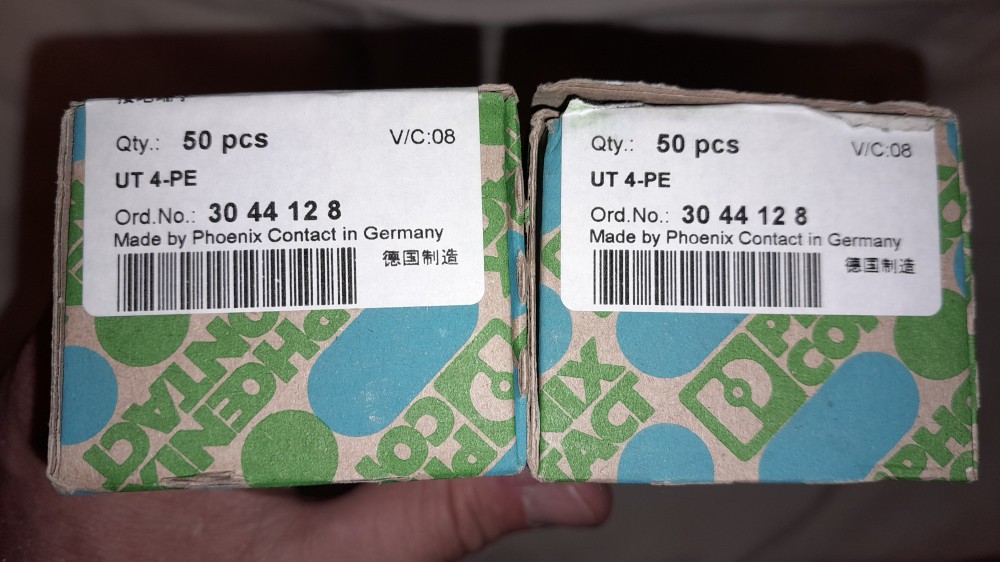 Qty.: 50 pcs V/C:08
UT 4-PE
Ord.No.: 30 44 12 8
Made by Phoenix Contact in Germany
德国制造
Qty.: 50 pcs V/C:08
UT 4-PE
Ord.No.: 30 44 12 8
Made by Phoenix Contact in Germany
德国制造
PHŒNIX
CONTACT